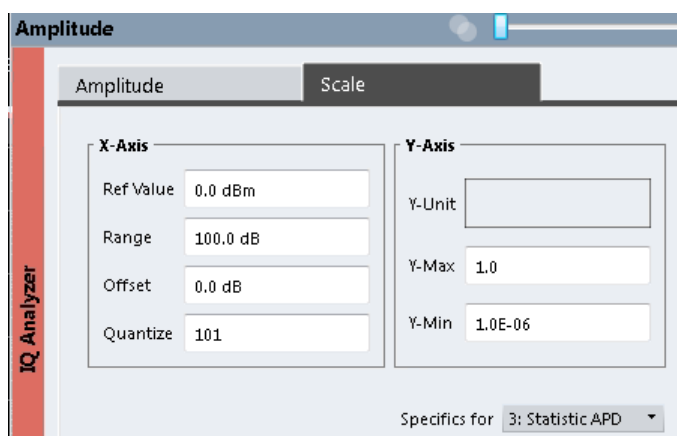 Amplitude
IQ Analyzer
Amplitude Scale
X-Axis
Ref Value 0.0 dBm
Range 100.0 dB
Offset 0.0 dB
Quantize 101
Y-Axis
Y-Unit
Y-Max 1.0
Y-Min 1.0E-06
Specifics for 3: Statistic APD